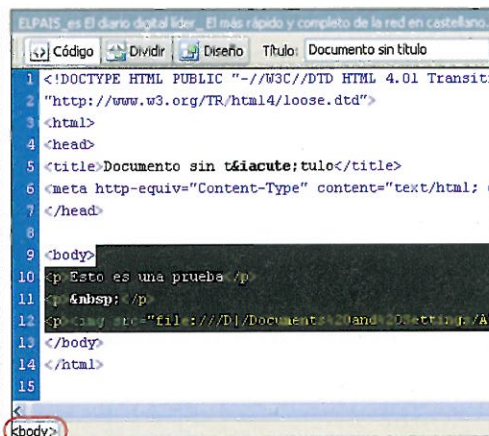 ELPAIS_es El diario digital líder_ El más rápido y completo de la red en castellano.
Código Dividir Diseño Título: Documento sin título
1 <!DOCTYPE HTML PUBLIC "-//W3C//DTD HTML 4.01 Transiti
2 "http://www.w3.org/TR/html4/loose.dtd">
3 <html>
4 <head>
5 <title>Documento sin t&iacute;tulo</title>
6 <meta http-equiv="Content-Type" content="text/html;
7 </head>
8
9 <body>
10 <p>Esto es una prueba</p>
11 <p>&nbsp;</p>
12 <p><img src="file:///D|/Documents%20and%20Settings/A
13 </body>
14 </html>
15
<body>